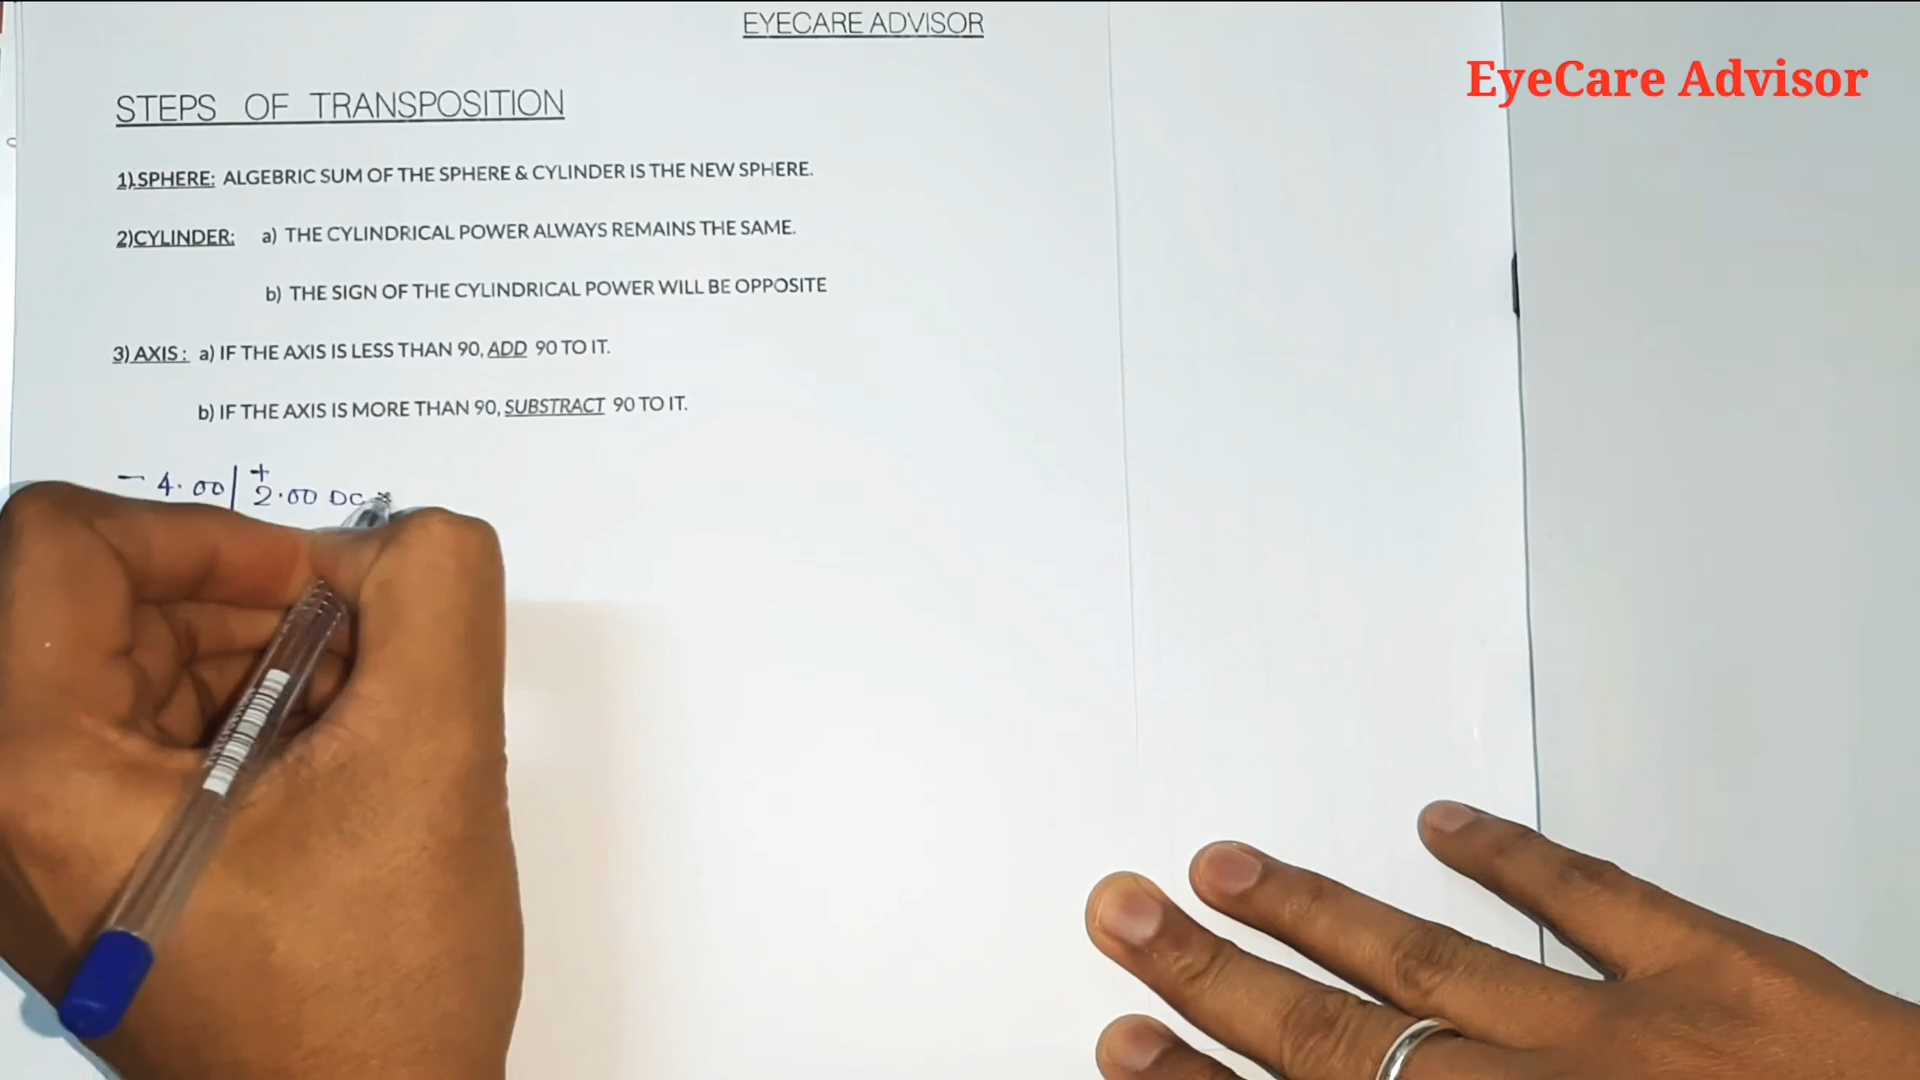 EYECARE ADVISOR
EyeCare Advisor
STEPS OF TRANSPOSITION
1).SPHERE: ALGEBRIC SUM OF THE SPHERE & CYLINDER IS THE NEW SPHERE.
2)CYLINDER: a) THE CYLINDRICAL POWER ALWAYS REMAINS THE SAME.
b) THE SIGN OF THE CYLINDRICAL POWER WILL BE OPPOSITE
3) AXIS : a) IF THE AXIS IS LESS THAN 90, ADD 90 TO IT.
b) IF THE AXIS IS MORE THAN 90, SUBSTRACT 90 TO IT.
- 4.00 | + 2.00 DC x